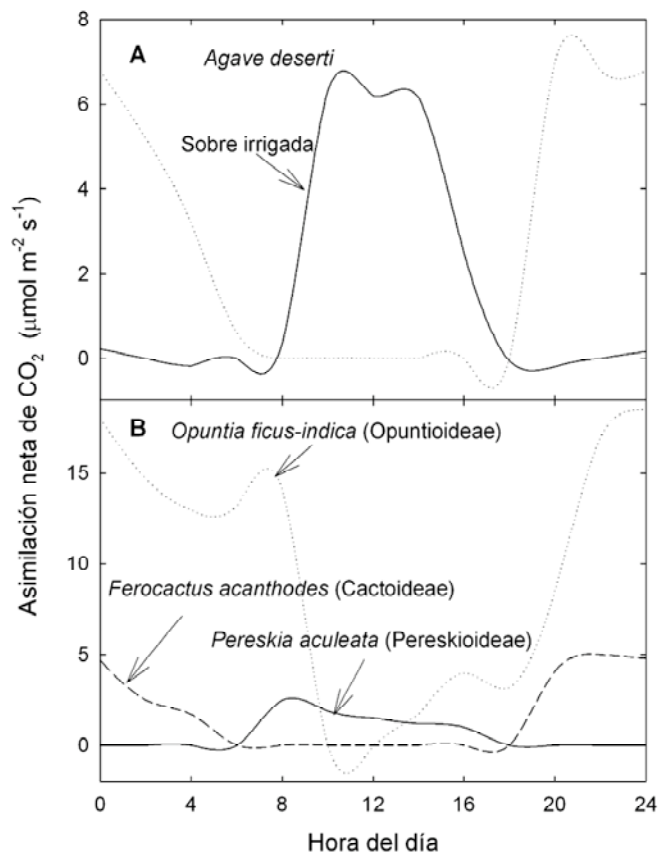 Asimilación neta de CO₂ (μmol m⁻² s⁻¹)
8
A
Agave deserti
6
Sobre irrigada
4
2
0
B
Opuntia ficus-indica (Opuntioideae)
15
10
Ferocactus acanthodes (Cactoideae)
5
Pereskia aculeata (Pereskioideae)
0
0 4 8 12 16 20 24
Hora del día